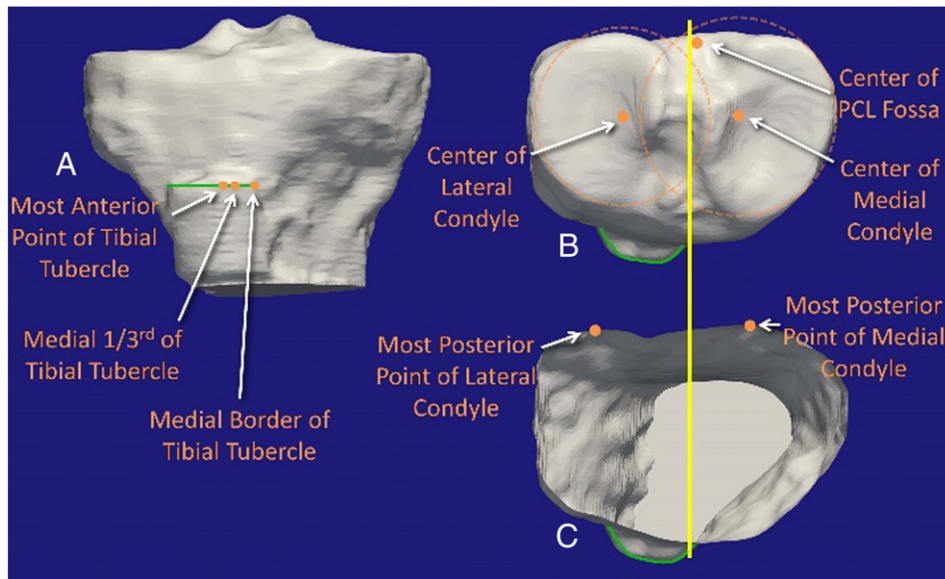 A
Most Anterior
Point of Tibial
Tubercle
Medial 1/3rd of
Tibial Tubercle
Medial Border of
Tibial Tubercle
B
Center of
Lateral
Condyle
Center of
PCL Fossa
Center of
Medial
Condyle
C
Most Posterior
Point of Lateral
Condyle
Most Posterior
Point of Medial
Condyle